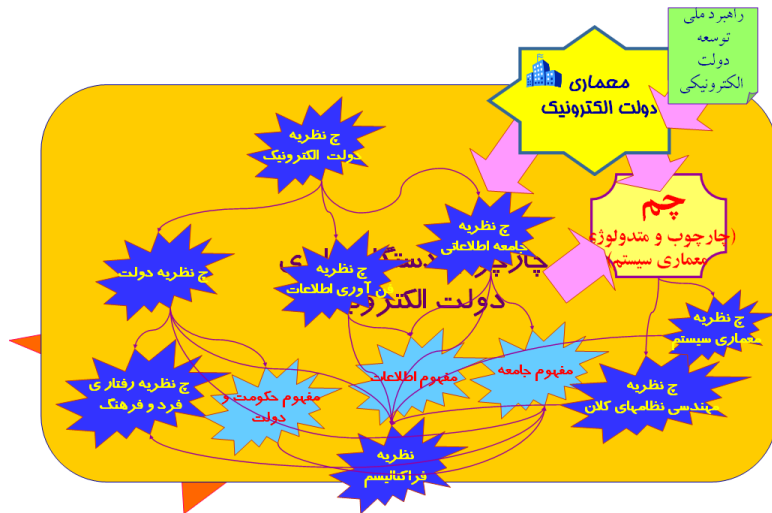 راهبرد ملی
توسعه
دولت
الکترونیکی
معماری
دولت الکترونیک
چ نظریه
دولت الکترونیک
چم
(چارچوب و متدولوژی
معماری سیستم)
چ نظریه
جامعه اطلاعاتی
چ نظریه دولت
چ نظریه
فن آوری اطلاعات
دولت
چ نظریه
معماری سیستم
چ نظریه رفتاری
فرد و فرهنگ
مفهوم حکومت و
دولت
مفهوم اطلاعات
مفهوم جامعه
چ نظریه
مهندسی نظامهای کلان
نظریه
فراکتالیسم